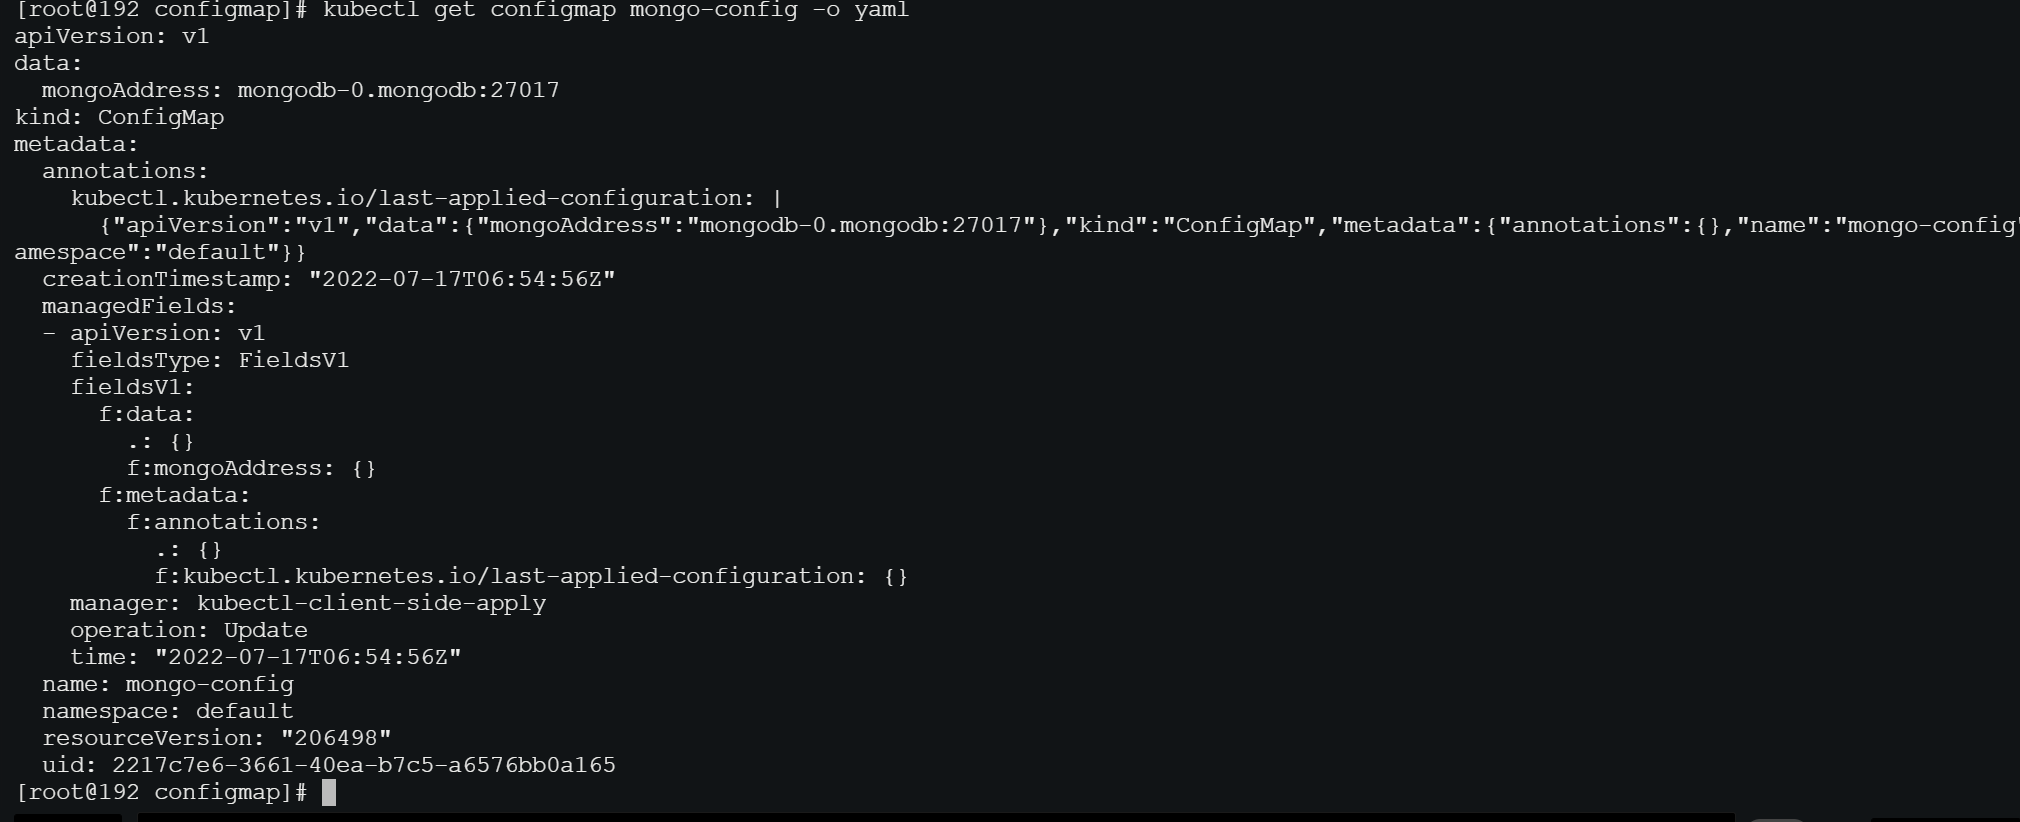 [root@192 configmap]# kubectl get configmap mongo-config -o yaml
apiVersion: v1
data:
  mongoAddress: mongodb-0.mongodb:27017
kind: ConfigMap
metadata:
  annotations:
    kubectl.kubernetes.io/last-applied-configuration: |
      {"apiVersion":"v1","data":{"mongoAddress":"mongodb-0.mongodb:27017"},"kind":"ConfigMap","metadata":{"annotations":{},"name":"mongo-config"
amespace":"default"}}
  creationTimestamp: "2022-07-17T06:54:56Z"
  managedFields:
  - apiVersion: v1
    fieldsType: FieldsV1
    fieldsV1:
      f:data:
        .: {}
        f:mongoAddress: {}
      f:metadata:
        f:annotations:
          .: {}
          f:kubectl.kubernetes.io/last-applied-configuration: {}
    manager: kubectl-client-side-apply
    operation: Update
    time: "2022-07-17T06:54:56Z"
  name: mongo-config
  namespace: default
  resourceVersion: "206498"
  uid: 2217c7e6-3661-40ea-b7c5-a6576bb0a165
[root@192 configmap]#